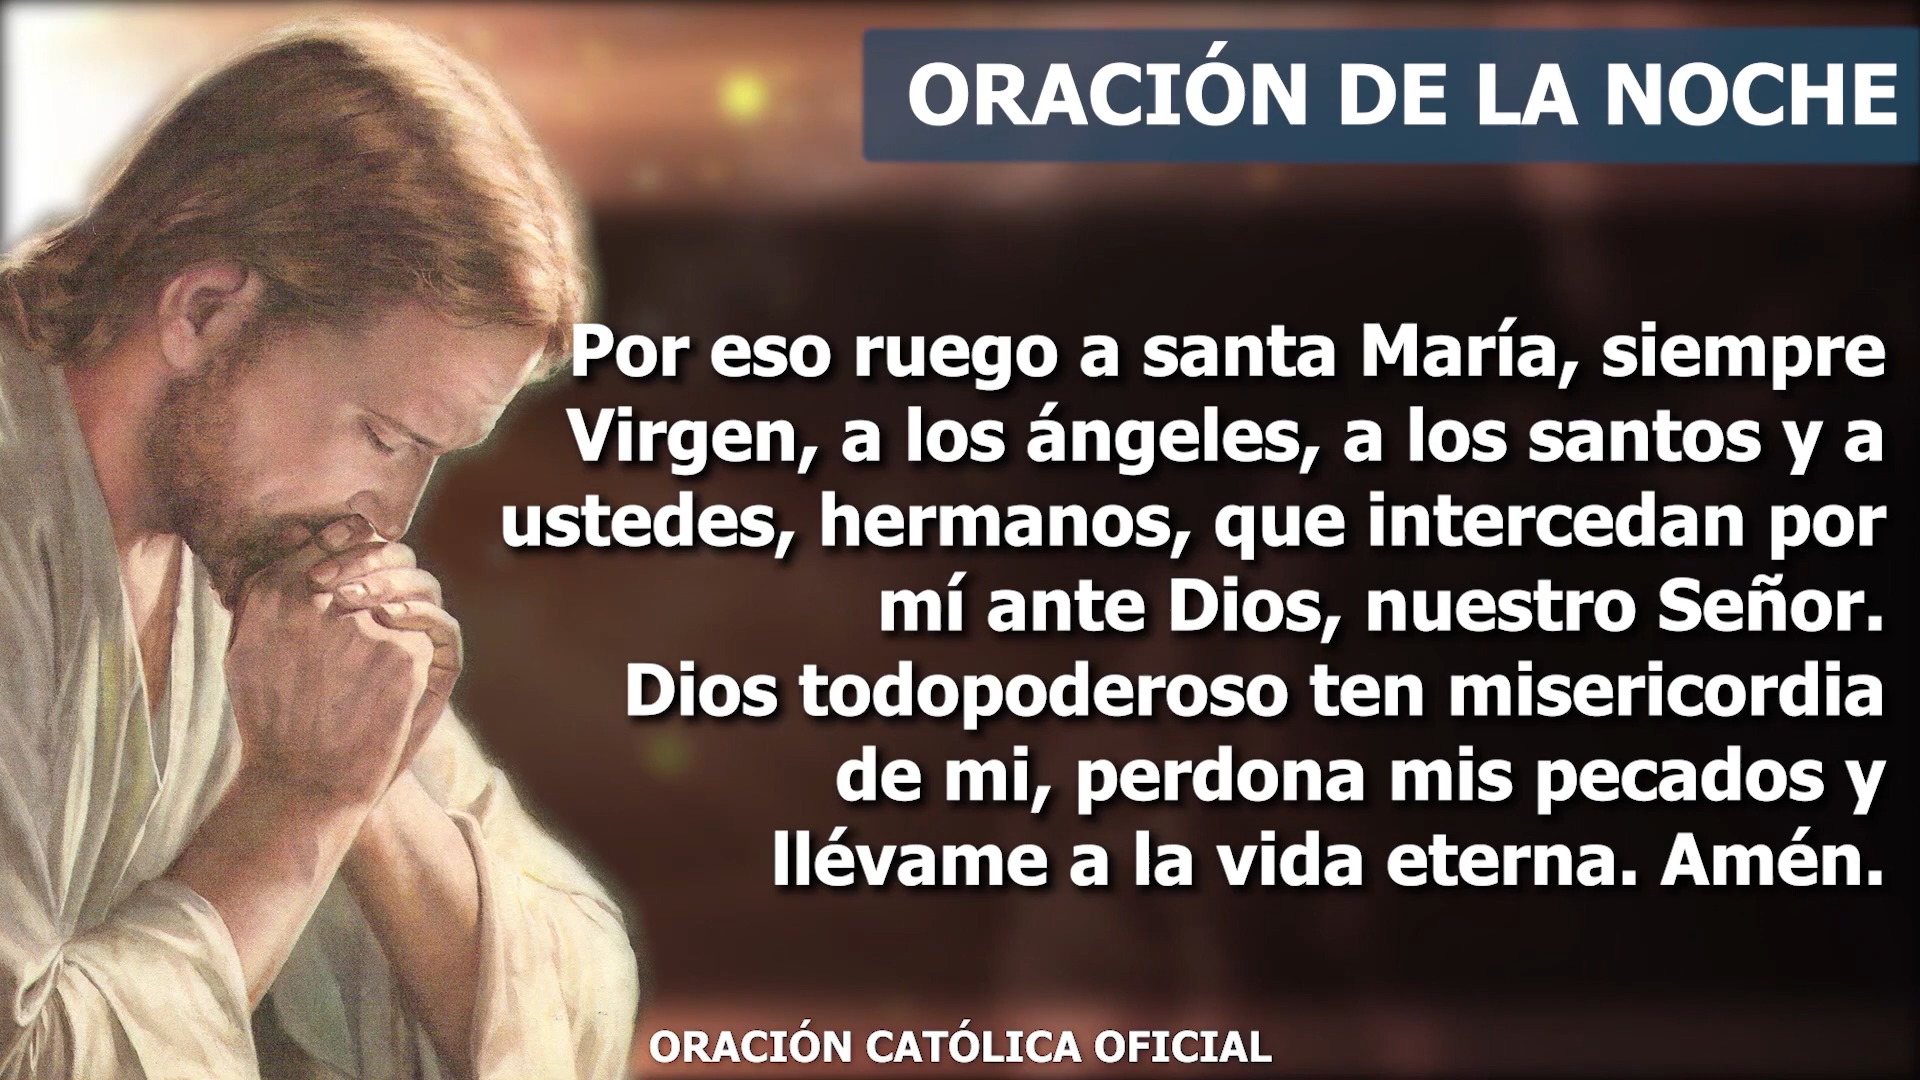 ORACIÓN DE LA NOCHE
Por eso ruego a santa María, siempre
Virgen, a los ángeles, a los santos y a
ustedes, hermanos, que intercedan por
mí ante Dios, nuestro Señor.
Dios todopoderoso ten misericordia
de mi, perdona mis pecados y
llévame a la vida eterna. Amén.
ORACIÓN CATÓLICA OFICIAL